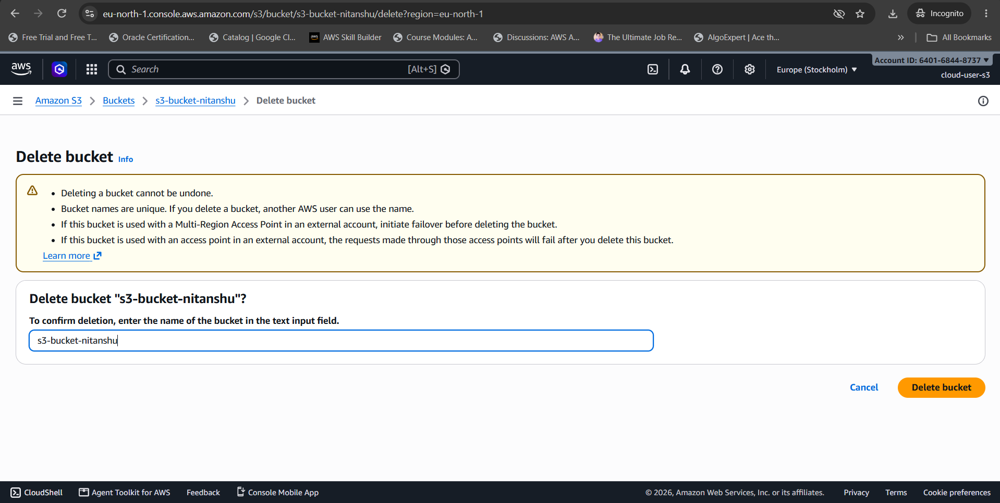 eu-north-1.console.aws.amazon.com/s3/bucket/s3-bucket-nitanshu/delete?region=eu-north-1
Incognito
Free Trial and Free T...
Oracle Certification...
Catalog | Google Cl...
aws AWS Skill Builder
Course Modules: A...
Discussions: AWS A...
The Ultimate Job Re...
AlgoExpert | Ace th...
All Bookmarks
aws
Search
[Alt+S]
Europe (Stockholm)
Account ID: 6401-6844-8737
cloud-user-s3
Amazon S3
Buckets
s3-bucket-nitanshu
Delete bucket
Delete bucket Info
• Deleting a bucket cannot be undone.
• Bucket names are unique. If you delete a bucket, another AWS user can use the name.
• If this bucket is used with a Multi-Region Access Point in an external account, initiate failover before deleting the bucket.
• If this bucket is used with an access point in an external account, the requests made through those access points will fail after you delete this bucket.
Learn more
Delete bucket "s3-bucket-nitanshu"?
To confirm deletion, enter the name of the bucket in the text input field.
s3-bucket-nitanshu
Cancel
Delete bucket
CloudShell
Agent Toolkit for AWS
Feedback
Console Mobile App
© 2026, Amazon Web Services, Inc. or its affiliates.
Privacy
Terms
Cookie preferences